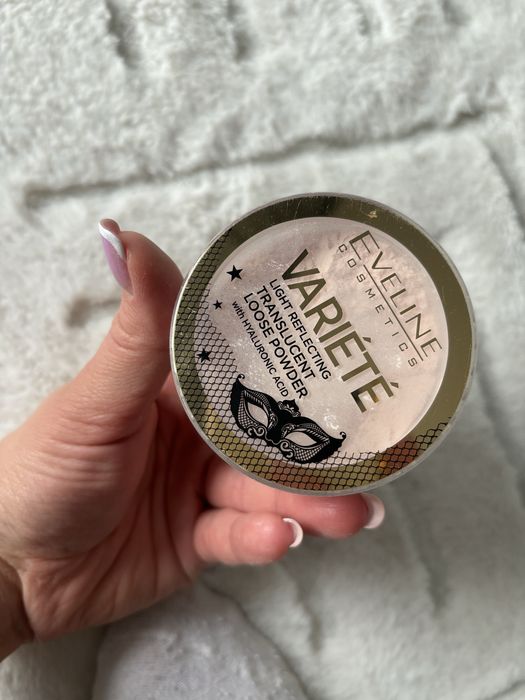 EVELINE
COSMETICS
VARIÉTÉ
LIGHT REFLECTING
TRANSLUCENT
LOOSE POWDER
with HYALURONIC ACID